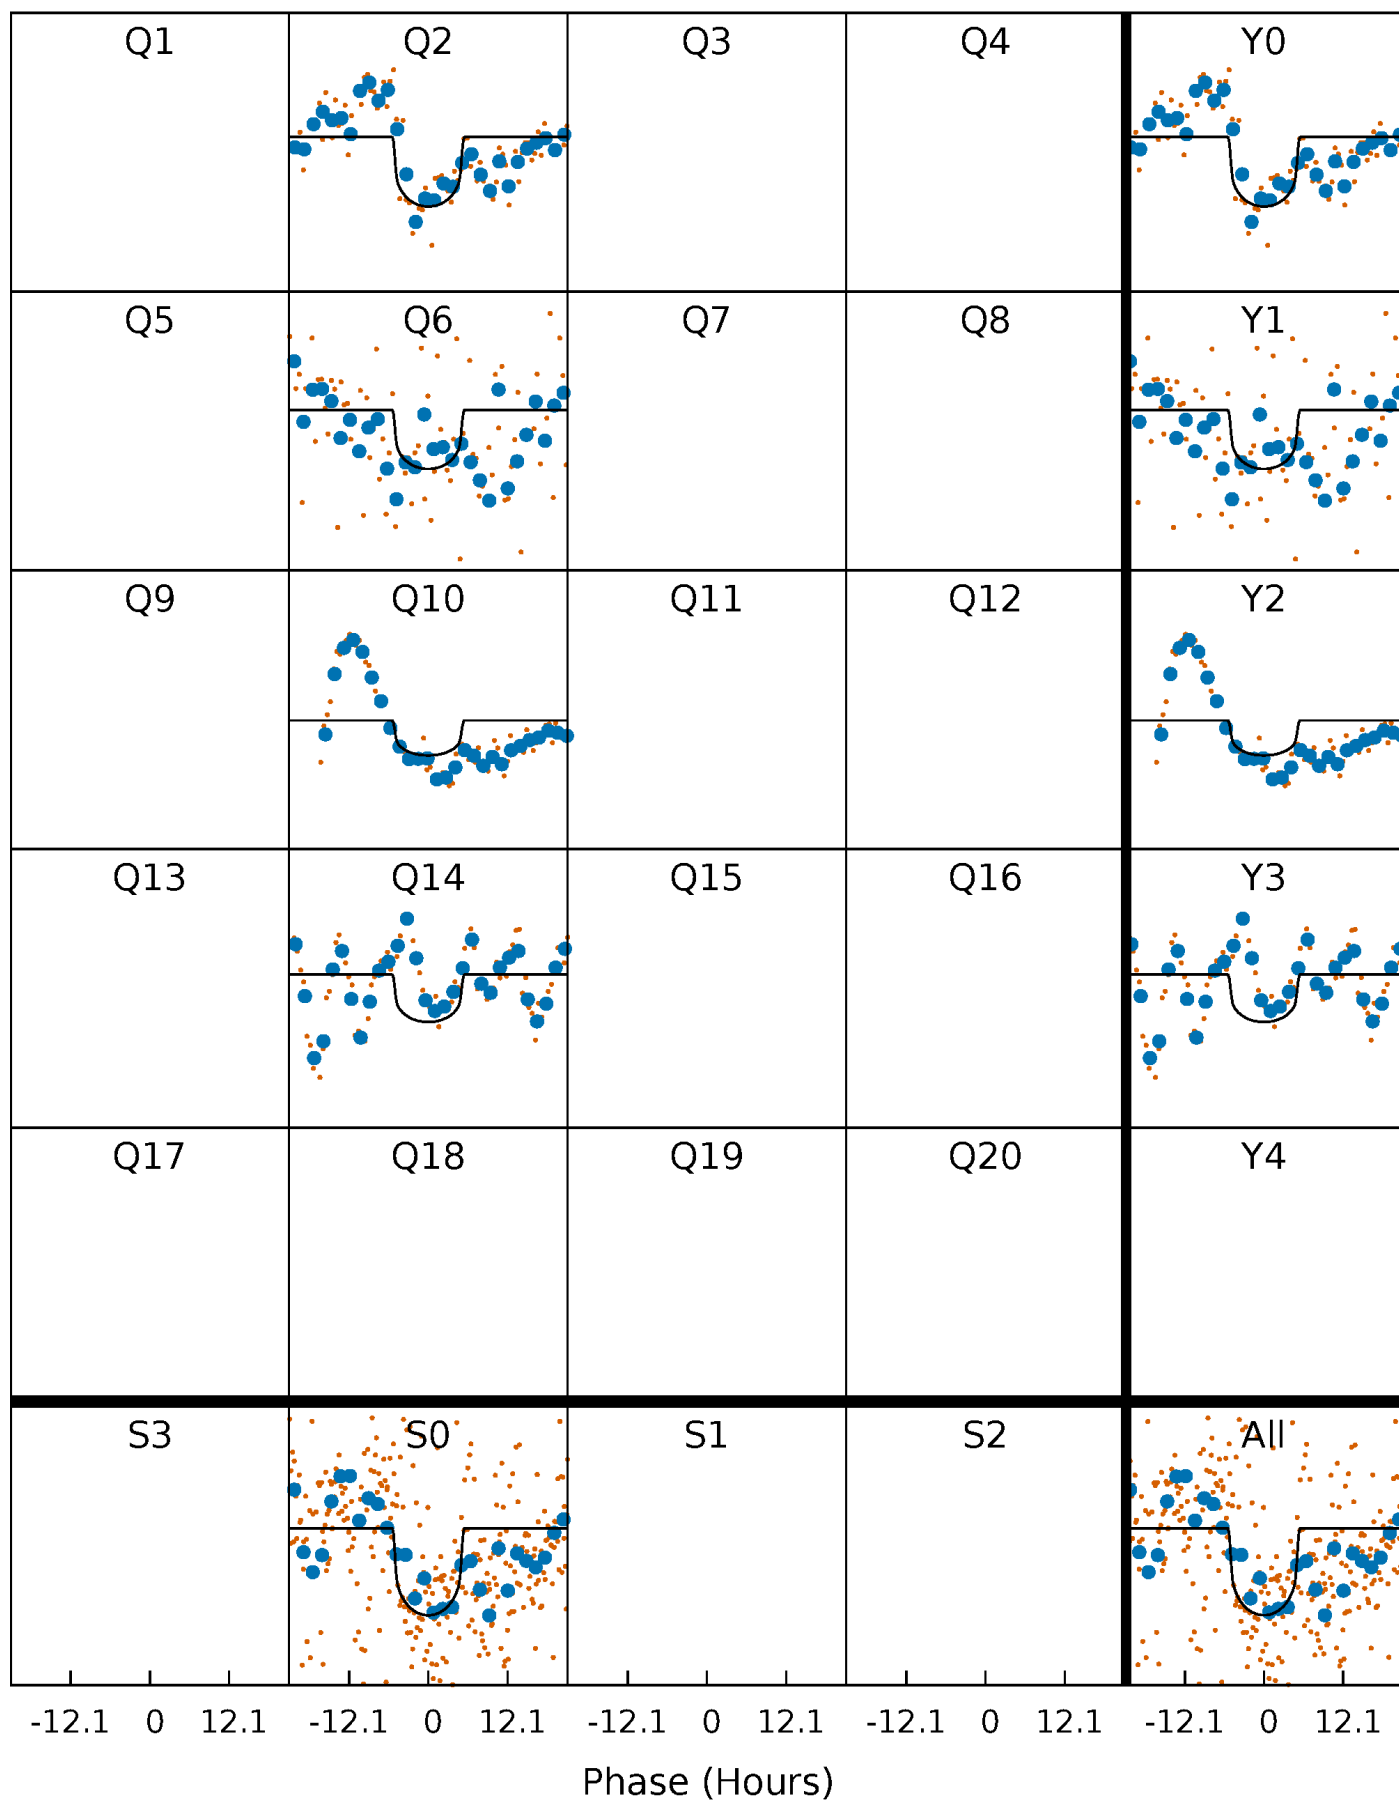 Q1 Q2 Q3 Q4 Y0
Q5 Q6 Q7 Q8 Y1
Q9 Q10 Q11 Q12 Y2
Q13 Q14 Q15 Q16 Y3
Q17 Q18 Q19 Q20 Y4
S3 S0 S1 S2 All
-12.1 0 12.1 -12.1 0 12.1 -12.1 0 12.1 -12.1 0 12.1 -12.1 0 12.1
Phase (Hours)